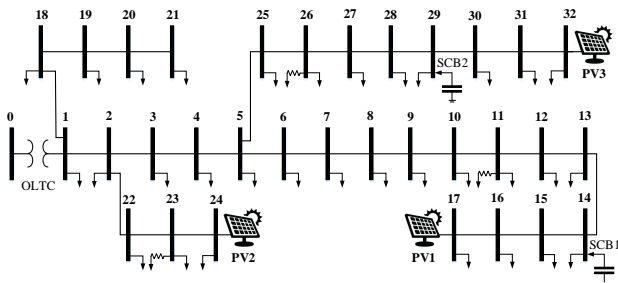 18 19 20 21 25 26 27 28 29 30 31 32
SCB2
PV3
0 1 2 3 4 5 6 7 8 9 10 11 12 13
OLTC
22 23 24 17 16 15 14
SCB1
PV2 PV1